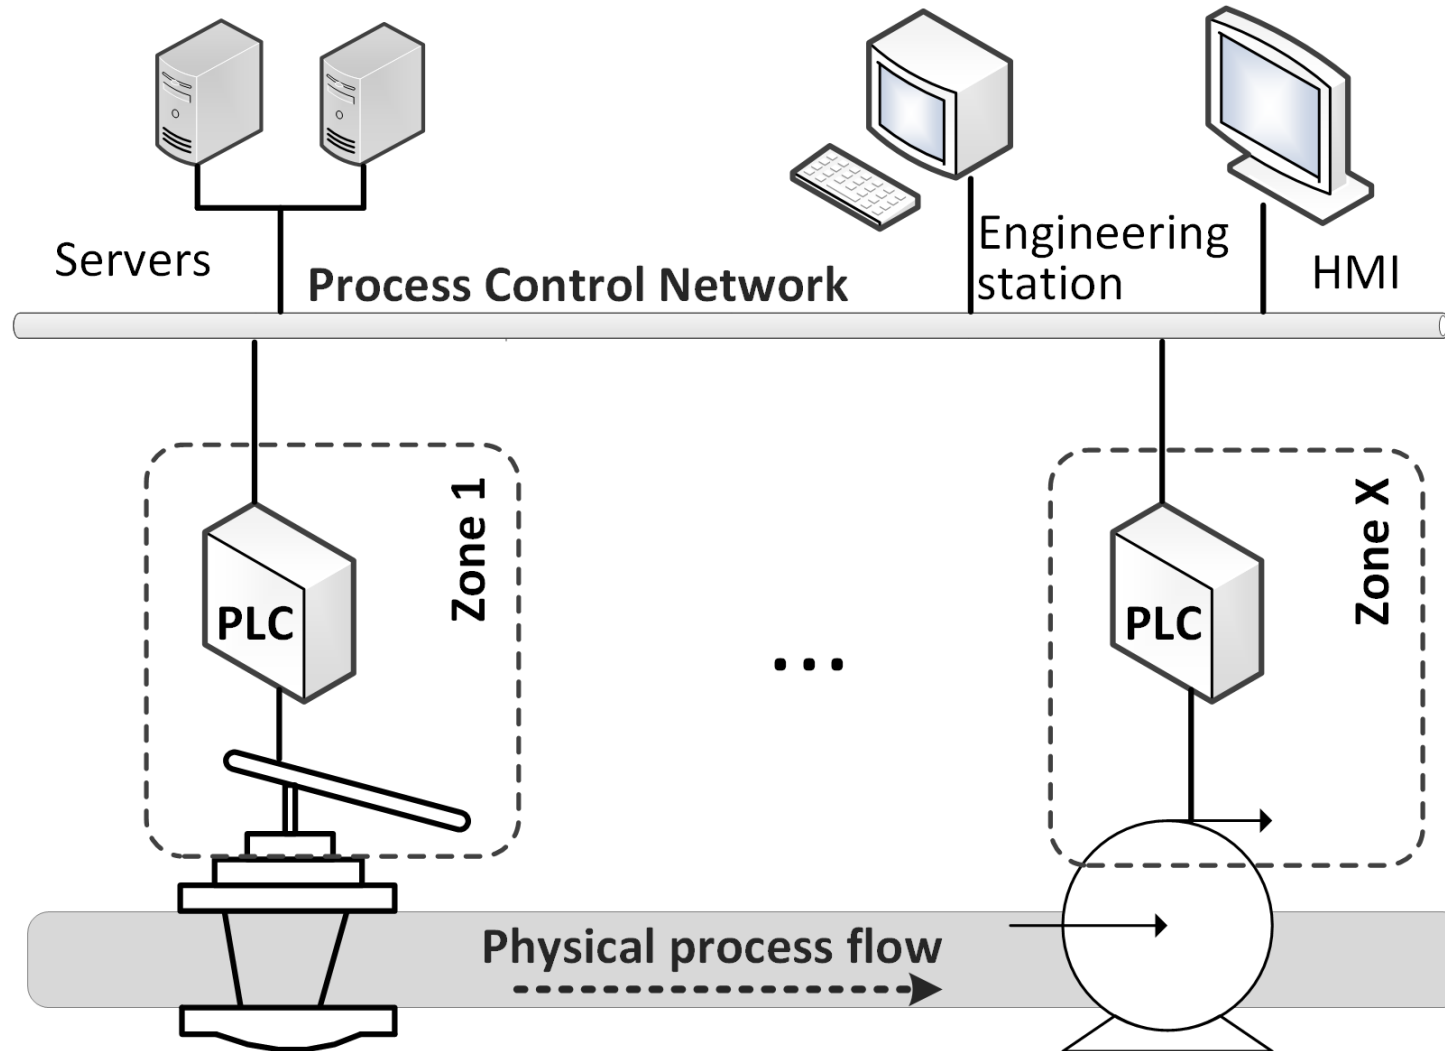 Servers
Process Control Network
Engineering
station
HMI
Zone 1
PLC
...
Zone X
PLC
Physical process flow